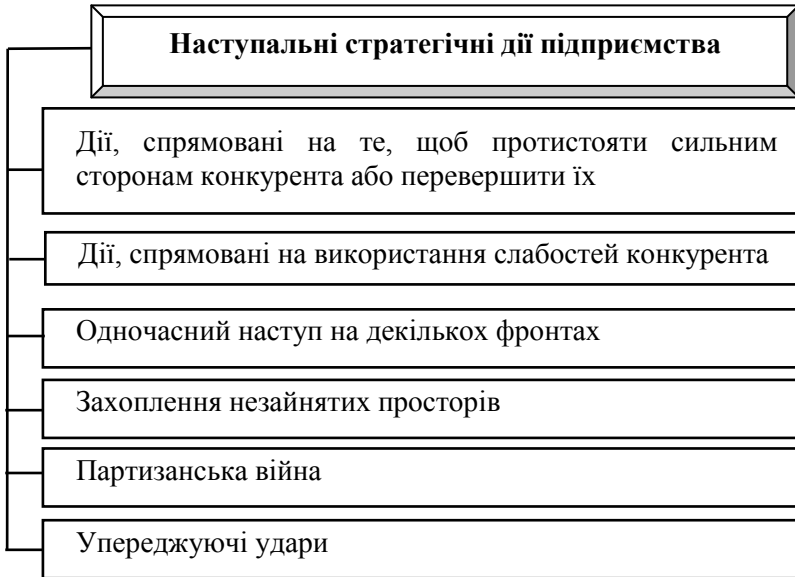 Наступальні стратегічні дії підприємства
Дії, спрямовані на те, щоб протистояти сильним
сторонам конкурента або перевершити їх
Дії, спрямовані на використання слабостей конкурента
Одночасний наступ на декількох фронтах
Захоплення незайнятих просторів
Партизанська війна
Упереджуючі удари